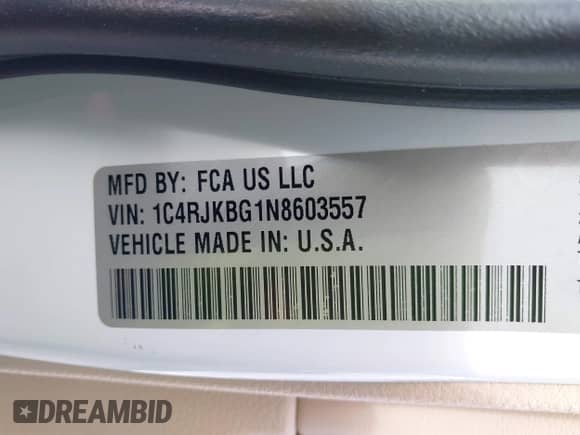 MFD BY: FCA US LLC
VIN: 1C4RJKBG1N8603557
VEHICLE MADE IN: U.S.A.
DREAMBID